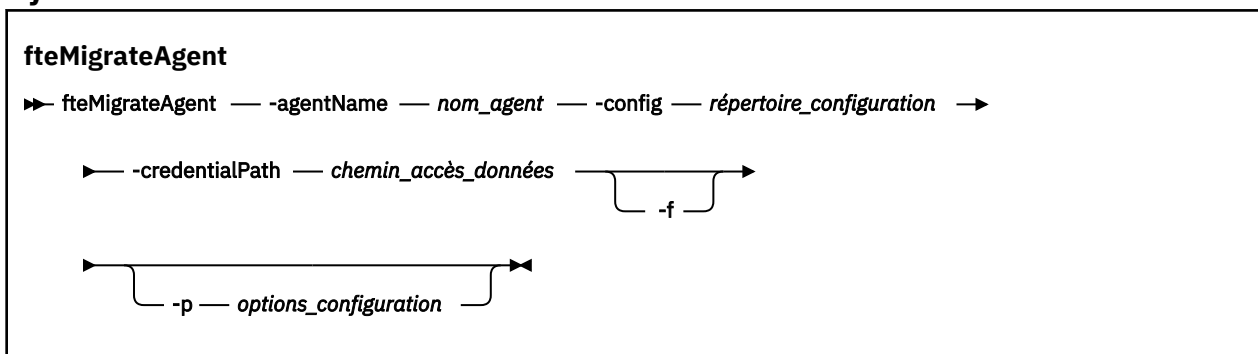 fteMigrateAgent
fteMigrateAgent -agentName nom_agent -config répertoire_configuration
-credentialPath chemin_accès_données
-f
-p options_configuration